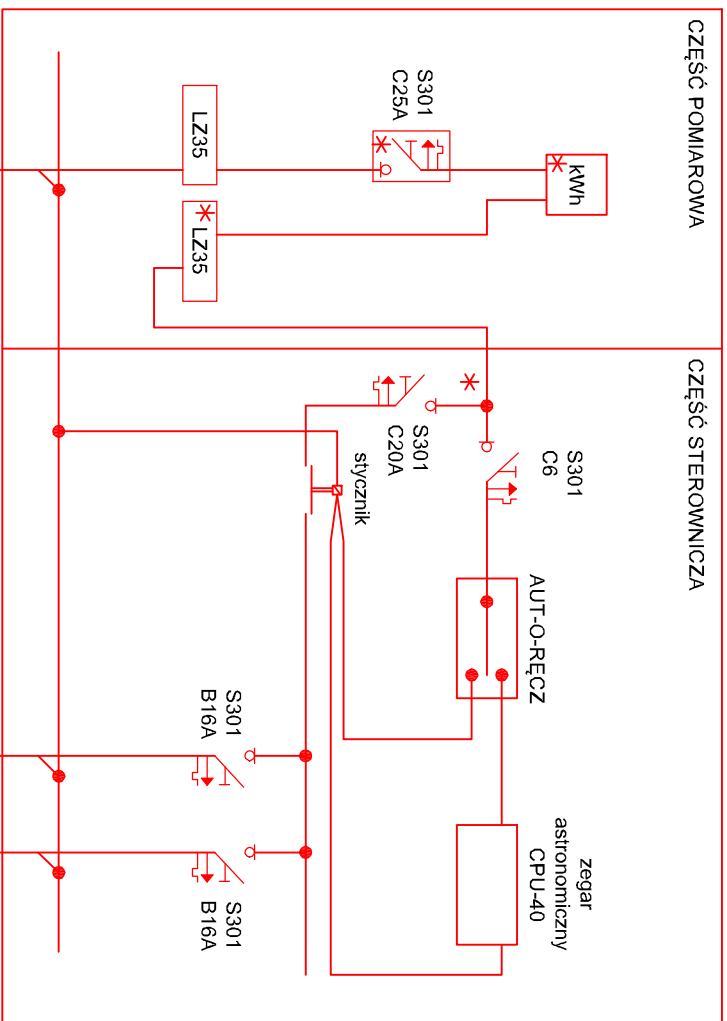 CZĘŚĆ POMIAROWA
kWh
S301
C25A
LZ35
LZ35
CZĘŚĆ STEROWNICZA
S301
C6
S301
C20A
stycznik
AUT-O-RĘCZ
zegar
astronomiczny
CPU-40
S301
B16A
S301
B16A